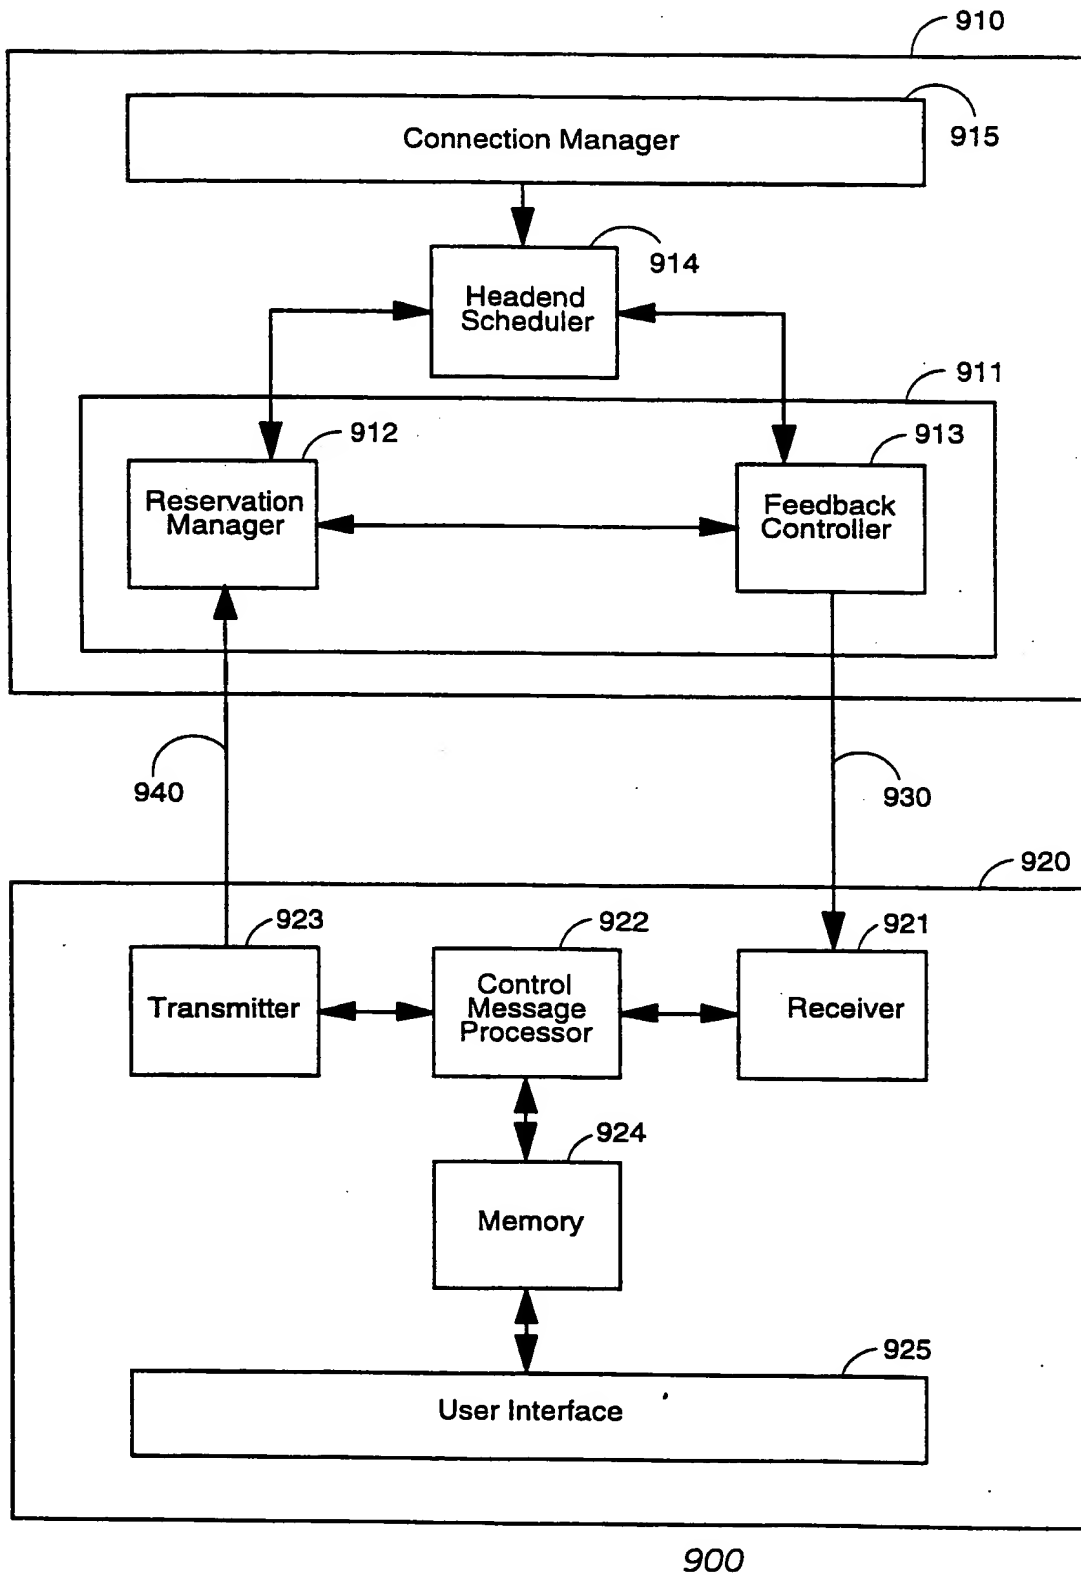 910
Connection Manager
915
914
Headend
Scheduler
911
912
913
Reservation
Manager
Feedback
Controller
940
930
920
923
922
921
Transmitter
Control
Message
Processor
Receiver
924
Memory
925
User Interface
900